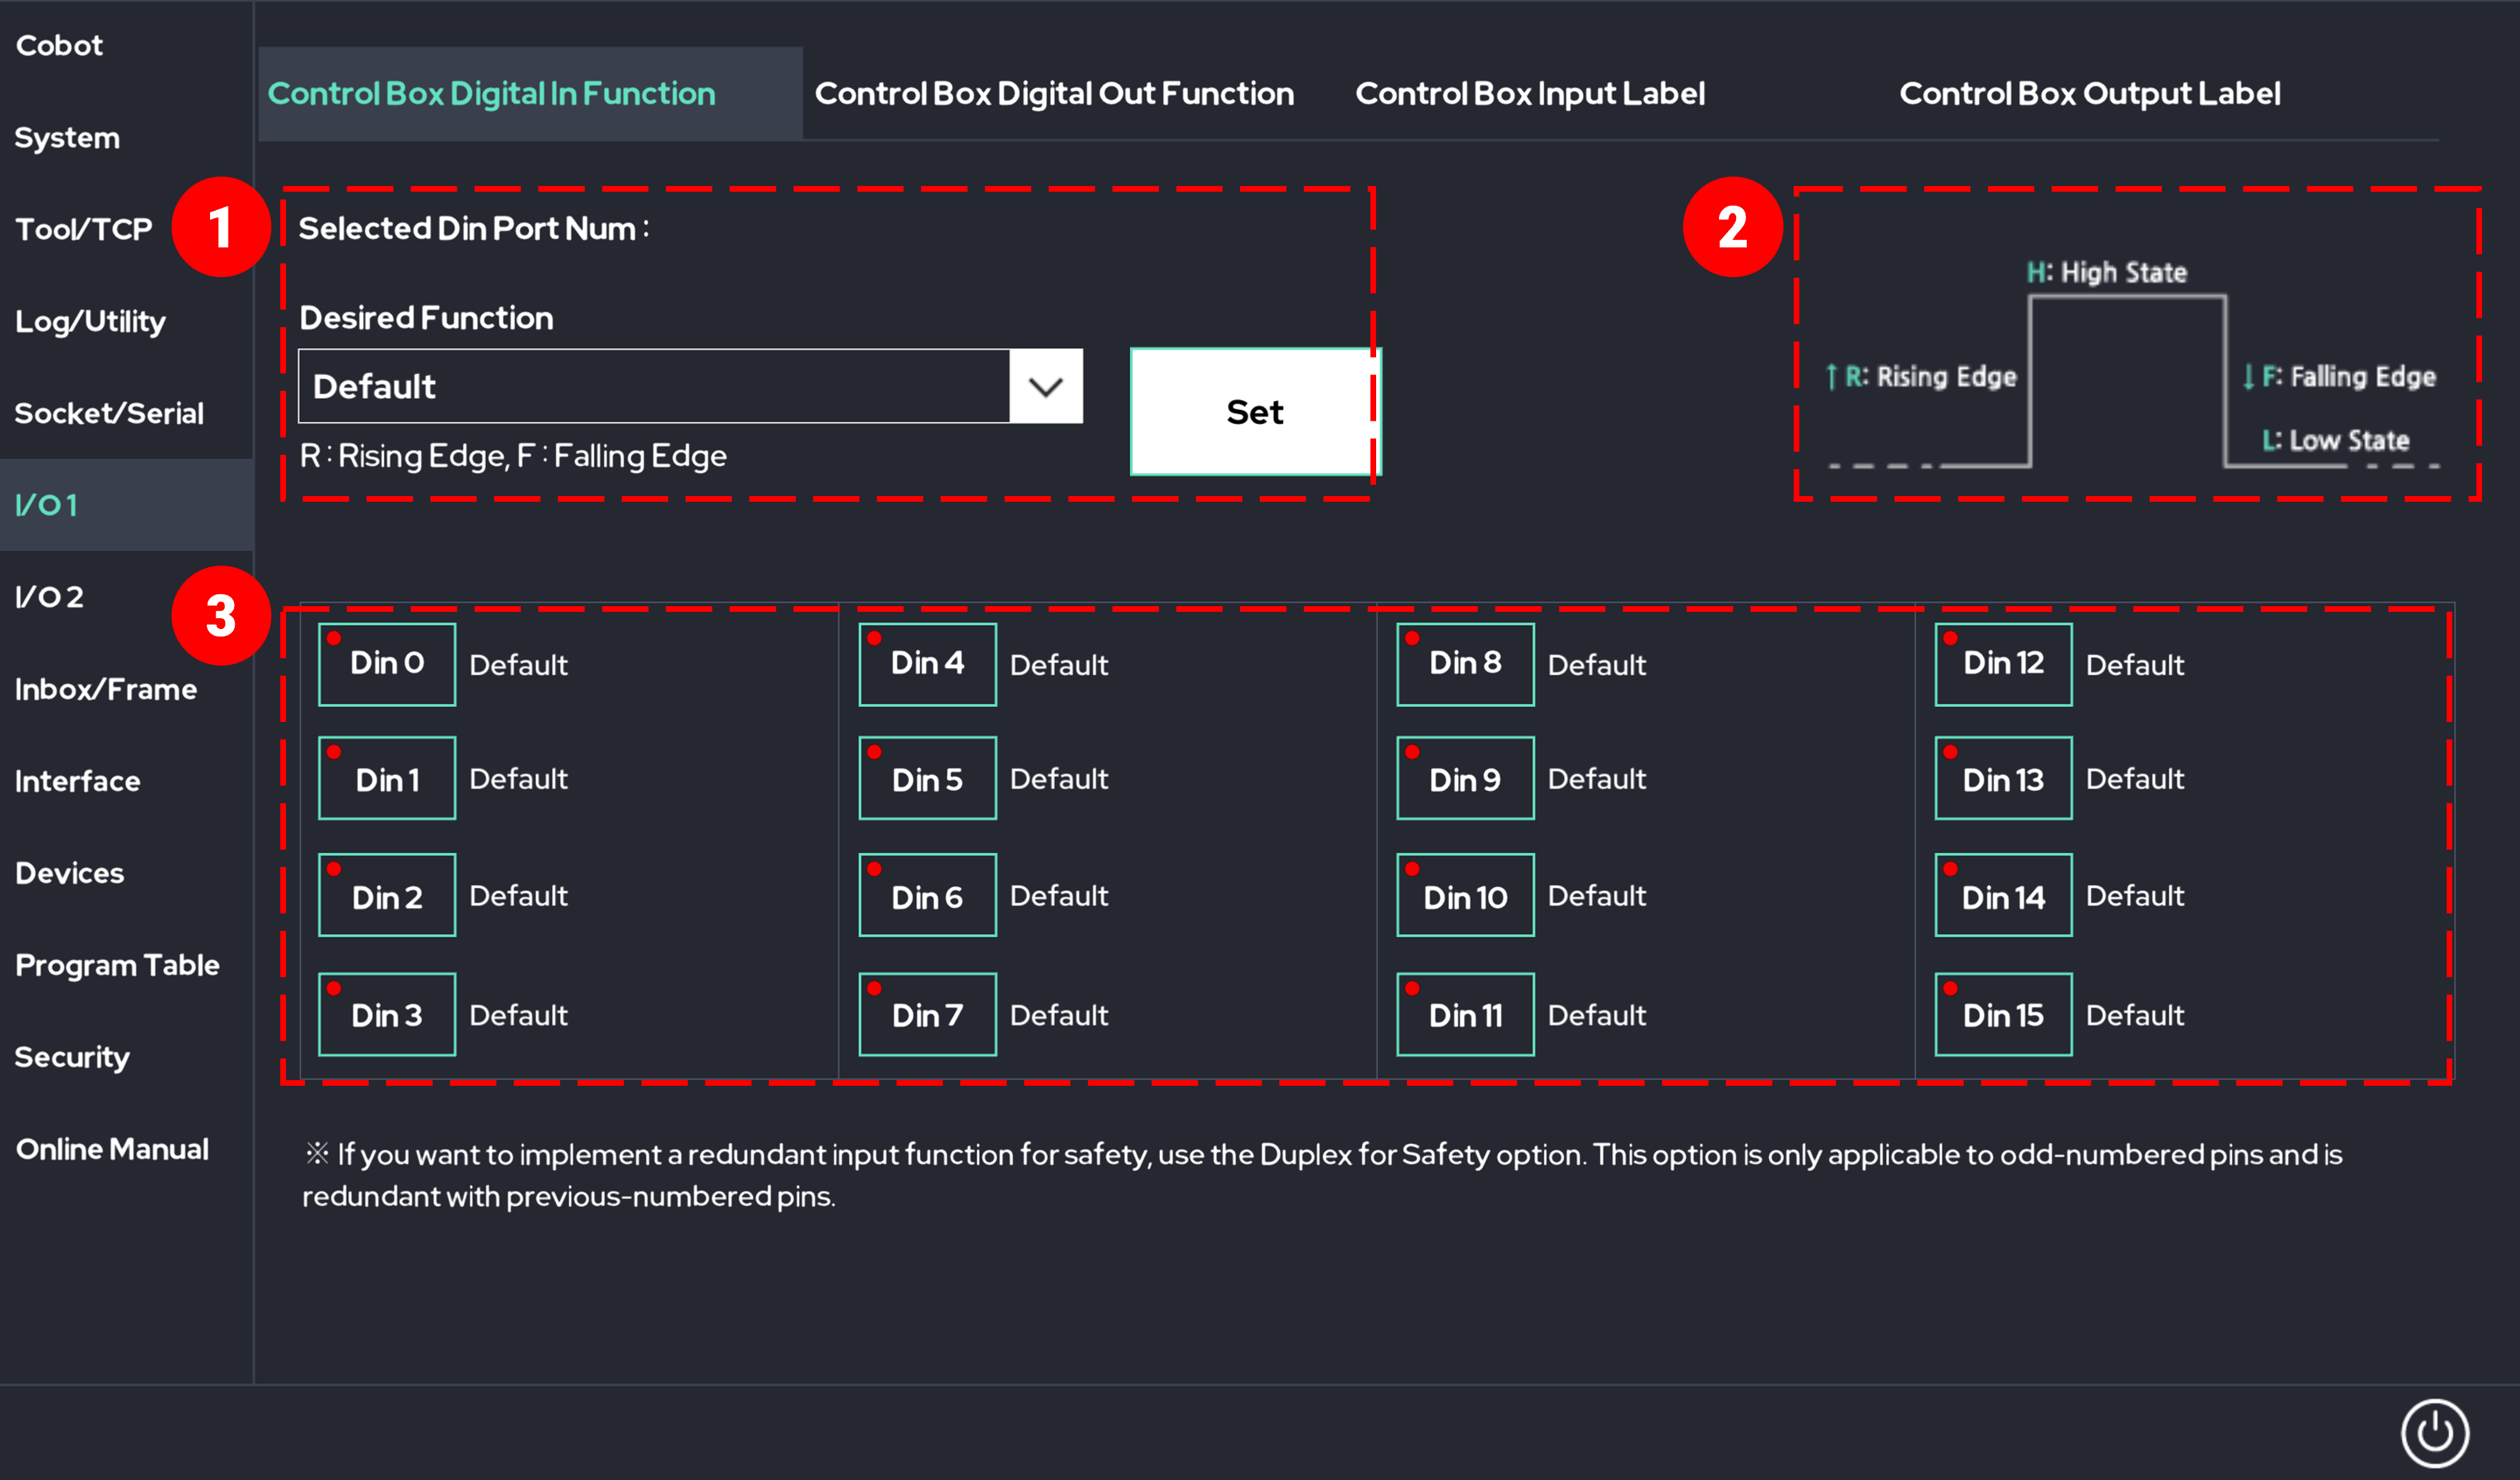 Cobot
System
Tool/TCP
Log/Utility
Socket/Serial
I/O 1
I/O 2
Inbox/Frame
Interface
Devices
Program Table
Security
Online Manual
Control Box Digital In Function
Control Box Digital Out Function
Control Box Input Label
Control Box Output Label
1
Selected Din Port Num :
Desired Function
Default
Set
R : Rising Edge, F : Falling Edge
2
H: High State
↑ R: Rising Edge
↓ F: Falling Edge
L: Low State
3
Din 0 Default
Din 4 Default
Din 8 Default
Din 12 Default
Din 1 Default
Din 5 Default
Din 9 Default
Din 13 Default
Din 2 Default
Din 6 Default
Din 10 Default
Din 14 Default
Din 3 Default
Din 7 Default
Din 11 Default
Din 15 Default
※ If you want to implement a redundant input function for safety, use the Duplex for Safety option. This option is only applicable to odd-numbered pins and is
redundant with previous-numbered pins.